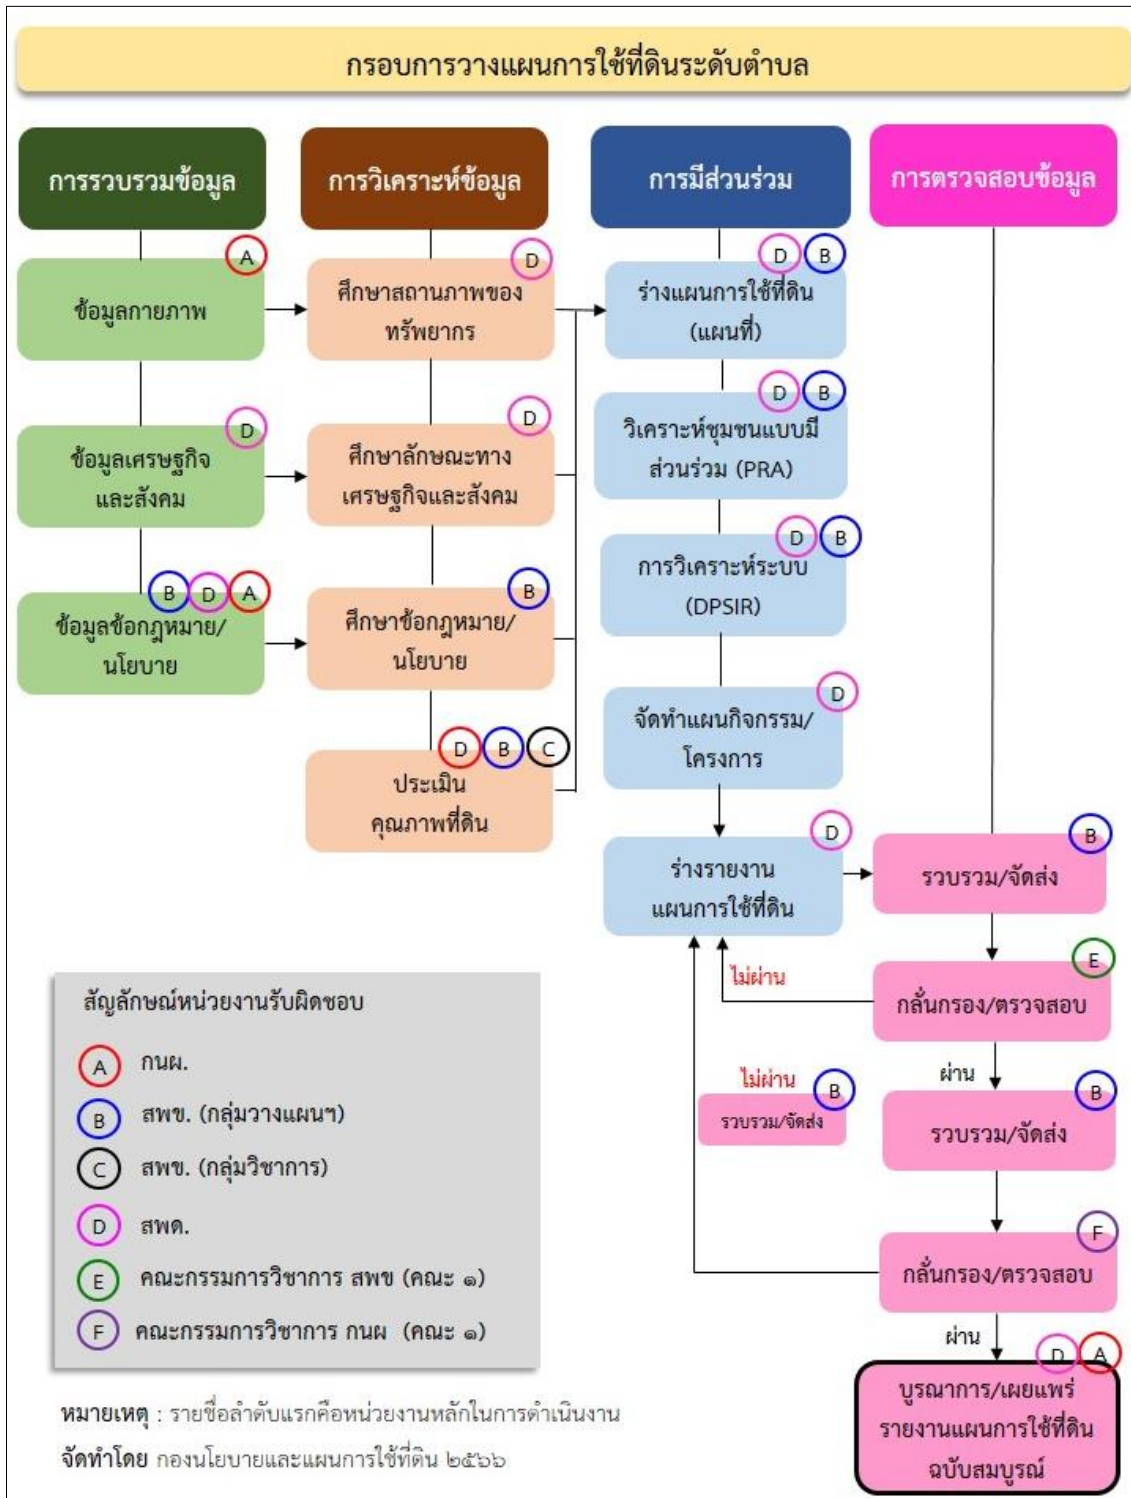 กรอบการวางแผนการใช้ที่ดินระดับตำบล
การรวบรวมข้อมูล
A
ข้อมูลกายภาพ
D
ข้อมูลเศรษฐกิจ
และสังคม
B D A
ข้อมูลข้อกฎหมาย/
นโยบาย
การวิเคราะห์ข้อมูล
D
ศึกษาสถานภาพของ
ทรัพยากร
D
ศึกษาลักษณะทาง
เศรษฐกิจและสังคม
B
ศึกษาข้อกฎหมาย/
นโยบาย
D B C
ประเมิน
คุณภาพที่ดิน
การมีส่วนร่วม
D B
ร่างแผนการใช้ที่ดิน
(แผนที่)
D B
วิเคราะห์ชุมชนแบบมี
ส่วนร่วม (PRA)
D B
การวิเคราะห์ระบบ
(DPSIR)
D
จัดทำแผนกิจกรรม/
โครงการ
D
ร่างรายงาน
แผนการใช้ที่ดิน
การตรวจสอบข้อมูล
B
รวบรวม/จัดส่ง
E
ไม่ผ่าน
กลั่นกรอง/ตรวจสอบ
ผ่าน
B
รวบรวม/จัดส่ง
ไม่ผ่าน
B
รวบรวม/จัดส่ง
F
กลั่นกรอง/ตรวจสอบ
ผ่าน
D A
บูรณาการ/เผยแพร่
รายงานแผนการใช้ที่ดิน
ฉบับสมบูรณ์
สัญลักษณ์หน่วยงานรับผิดชอบ
A กนผ.
B สพข. (กลุ่มวางแผนฯ)
C สพข. (กลุ่มวิชาการ)
D สพด.
E คณะกรรมการวิชาการ สพข (คณะ ๑)
F คณะกรรมการวิชาการ กนผ (คณะ ๑)
หมายเหตุ : รายชื่อลำดับแรกคือหน่วยงานหลักในการดำเนินงาน
จัดทำโดย กองนโยบายและแผนการใช้ที่ดิน ๒๕๖๖